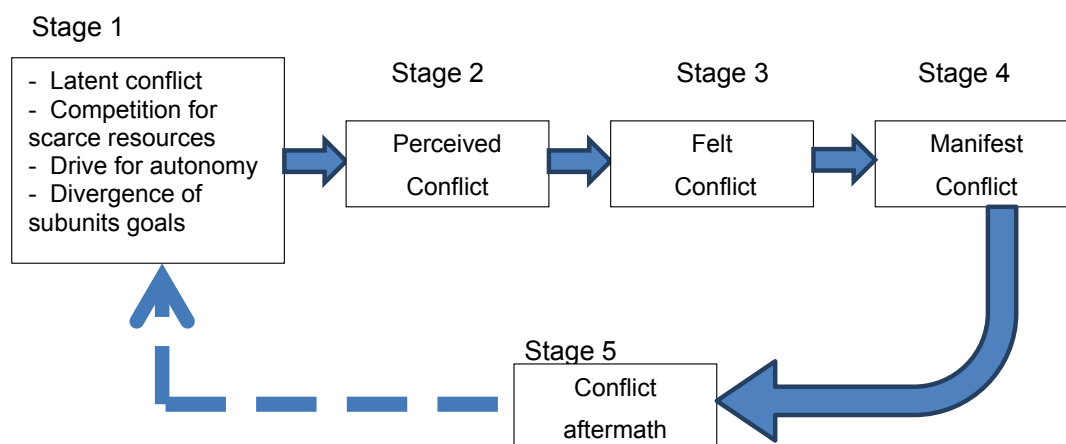 Stage 1
- Latent conflict
- Competition for
scarce resources
- Drive for autonomy
- Divergence of
subunits goals
Stage 2
Perceived
Conflict
Stage 3
Felt
Conflict
Stage 4
Manifest
Conflict
Stage 5
Conflict
aftermath